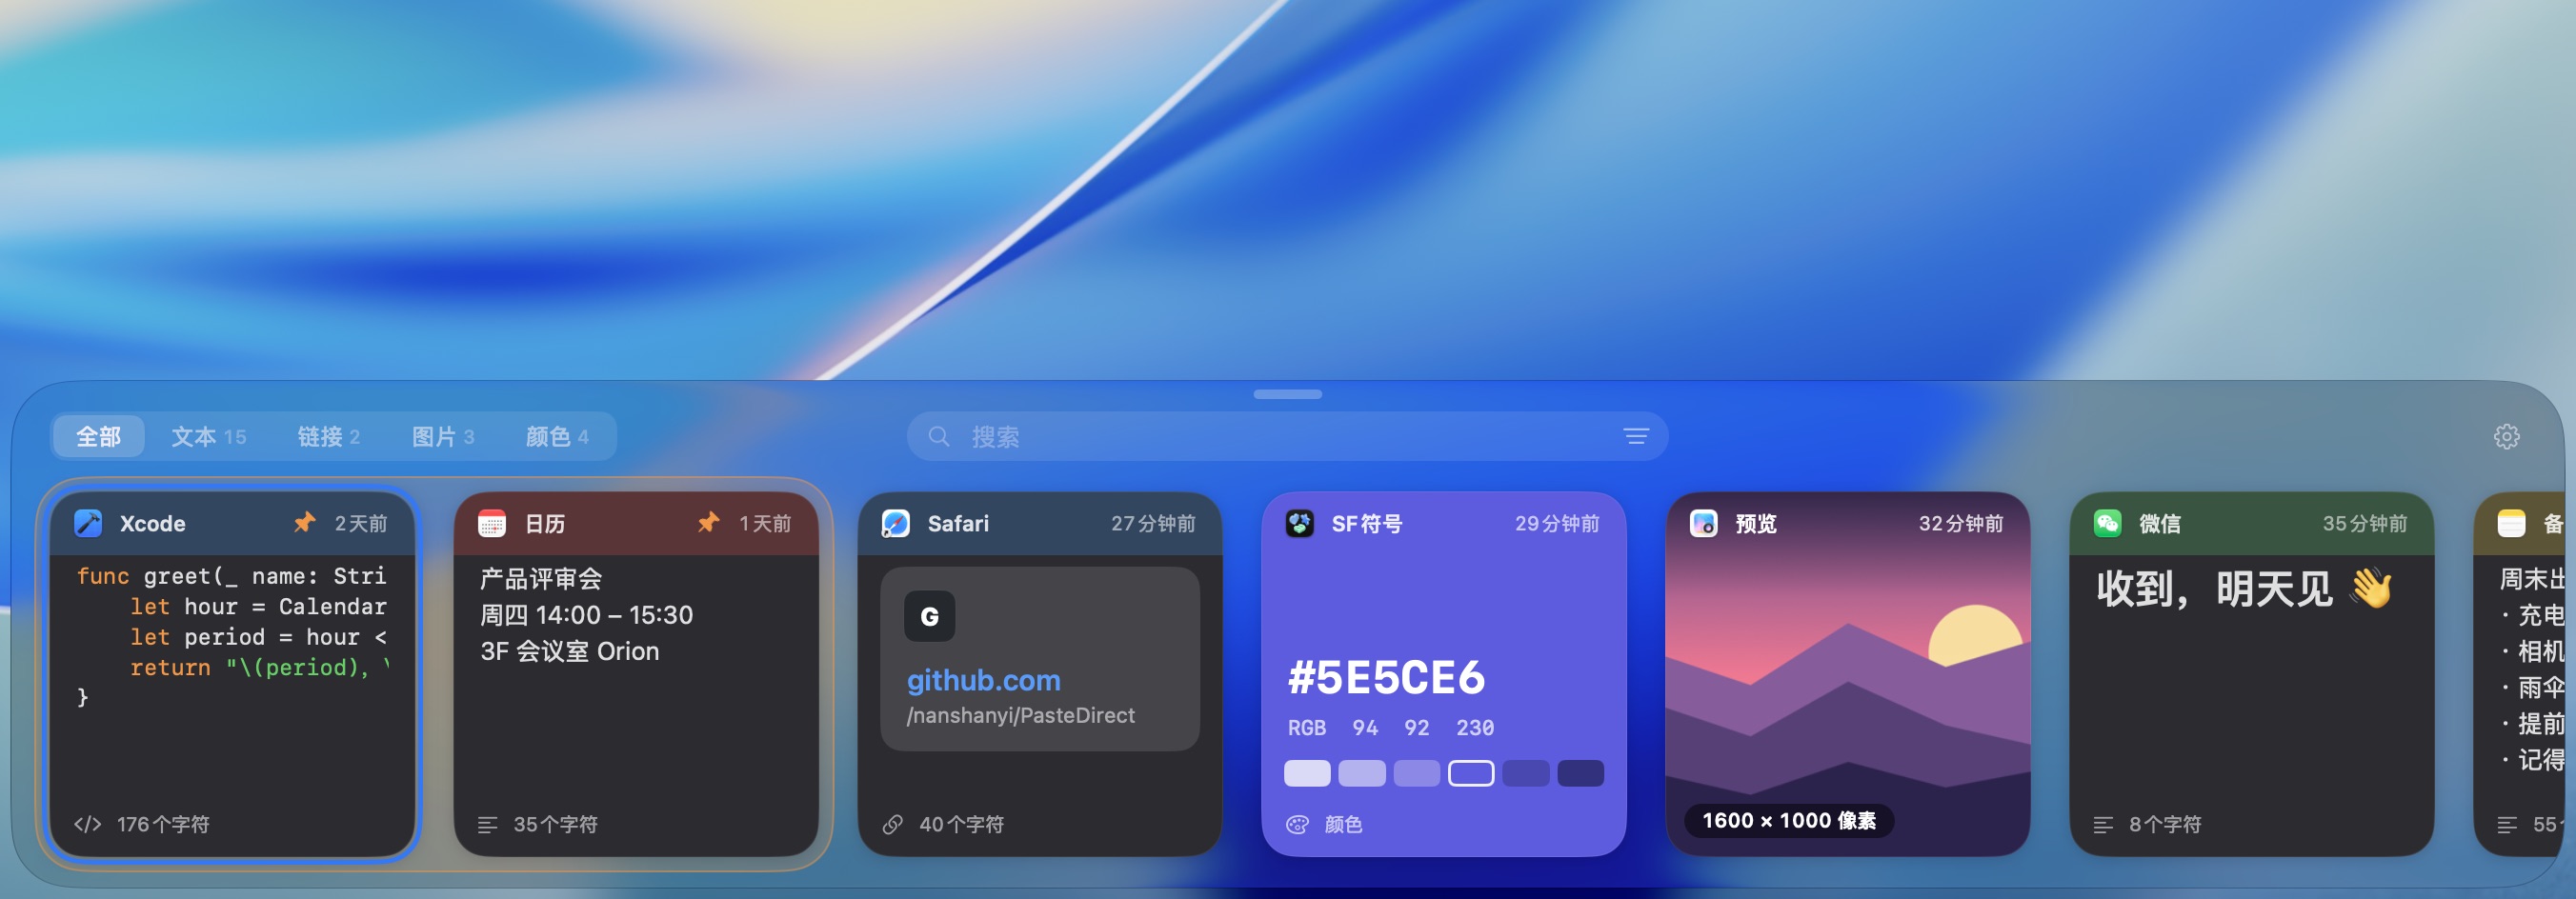 全部 文本 15 链接 2 图片 3 颜色 4
搜索
Xcode 2天前
func greet(_ name: Stri
let hour = Calendar
let period = hour <
return "\(period), \
}
176个字符
日历 1天前
产品评审会
周四 14:00 – 15:30
3F 会议室 Orion
35个字符
Safari 27分钟前
G
github.com
/nanshanyi/PasteDirect
40个字符
SF符号 29分钟前
#5E5CE6
RGB 94 92 230
颜色
预览 32分钟前
1600 × 1000 像素
微信 35分钟前
收到，明天见 👋
8个字符
备
周末出
· 充电
· 相机
· 雨伞
· 提前
· 记得
55